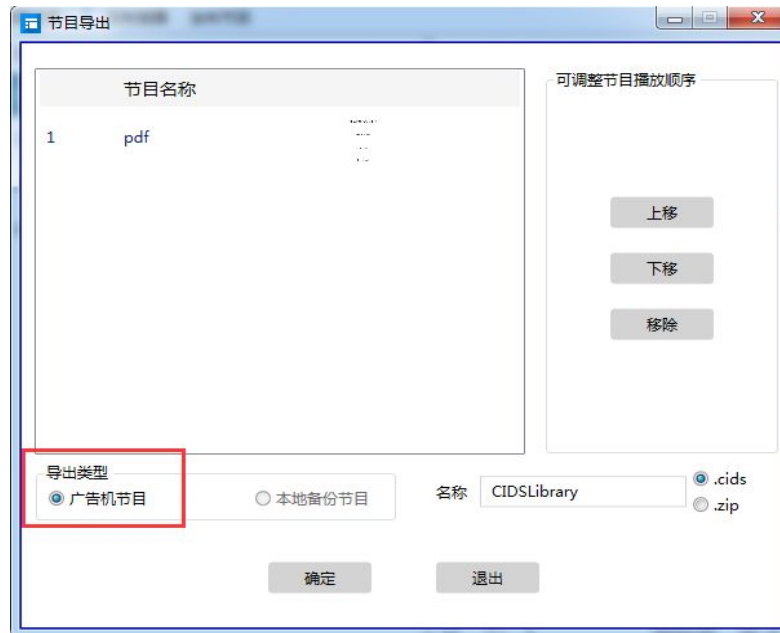 节目导出
节目名称
1 pdf
可调整节目播放顺序
上移
下移
移除
导出类型
广告机节目 本地备份节目
名称 CIDSLibrary
.cids
.zip
确定 退出